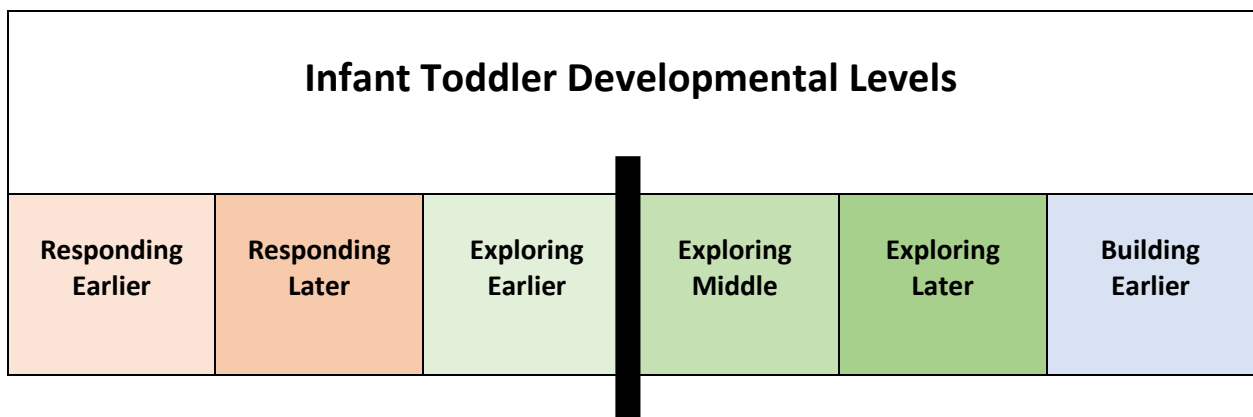 Infant Toddler Developmental Levels
Responding
Earlier
Responding
Later
Exploring
Earlier
Exploring
Middle
Exploring
Later
Building
Earlier